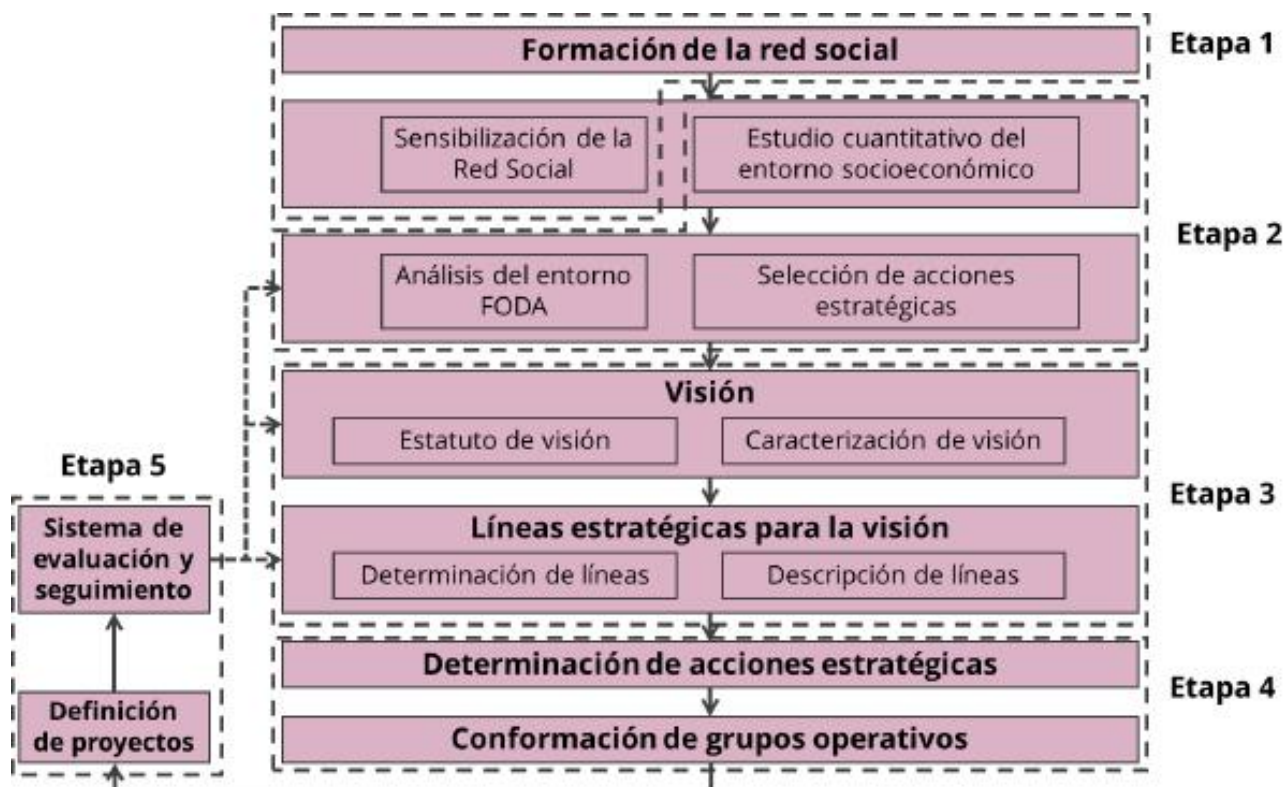 Formación de la red social
Etapa 1
Sensibilización de la
Red Social
Estudio cuantitativo del
entorno socioeconómico
Etapa 2
Análisis del entorno
FODA
Selección de acciones
estratégicas
Visión
Estatuto de visión
Caracterización de visión
Etapa 3
Líneas estratégicas para la visión
Determinación de líneas
Descripción de líneas
Determinación de acciones estratégicas
Etapa 4
Conformación de grupos operativos
Etapa 5
Sistema de
evaluación y
seguimiento
Definición
de proyectos